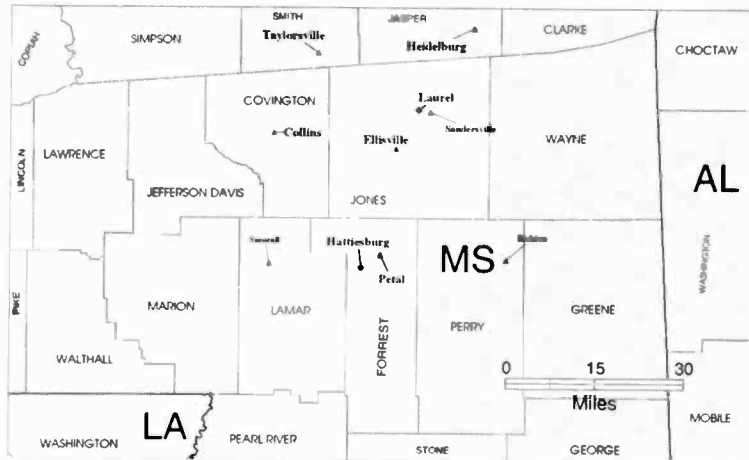 COPIAH
SIMPSON
SMITH
Taylorsville
JASPER
Heidelburg
CLARKE
CHOCTAW
LINCOLN
LAWRENCE
JEFFERSON DAVIS
COVINGTON
Collins
Laurel
Sandersville
Ellisville
JONES
WAYNE
AL
WASHINGTON
PIKE
WALTHALL
MARION
Sumrall
LAMAR
Hattiesburg
Petal
FORREST
MS
PERRY
GREENE
0 15 30
Miles
MOBILE
WASHINGTON
LA
PEARL RIVER
STONE
GEORGE